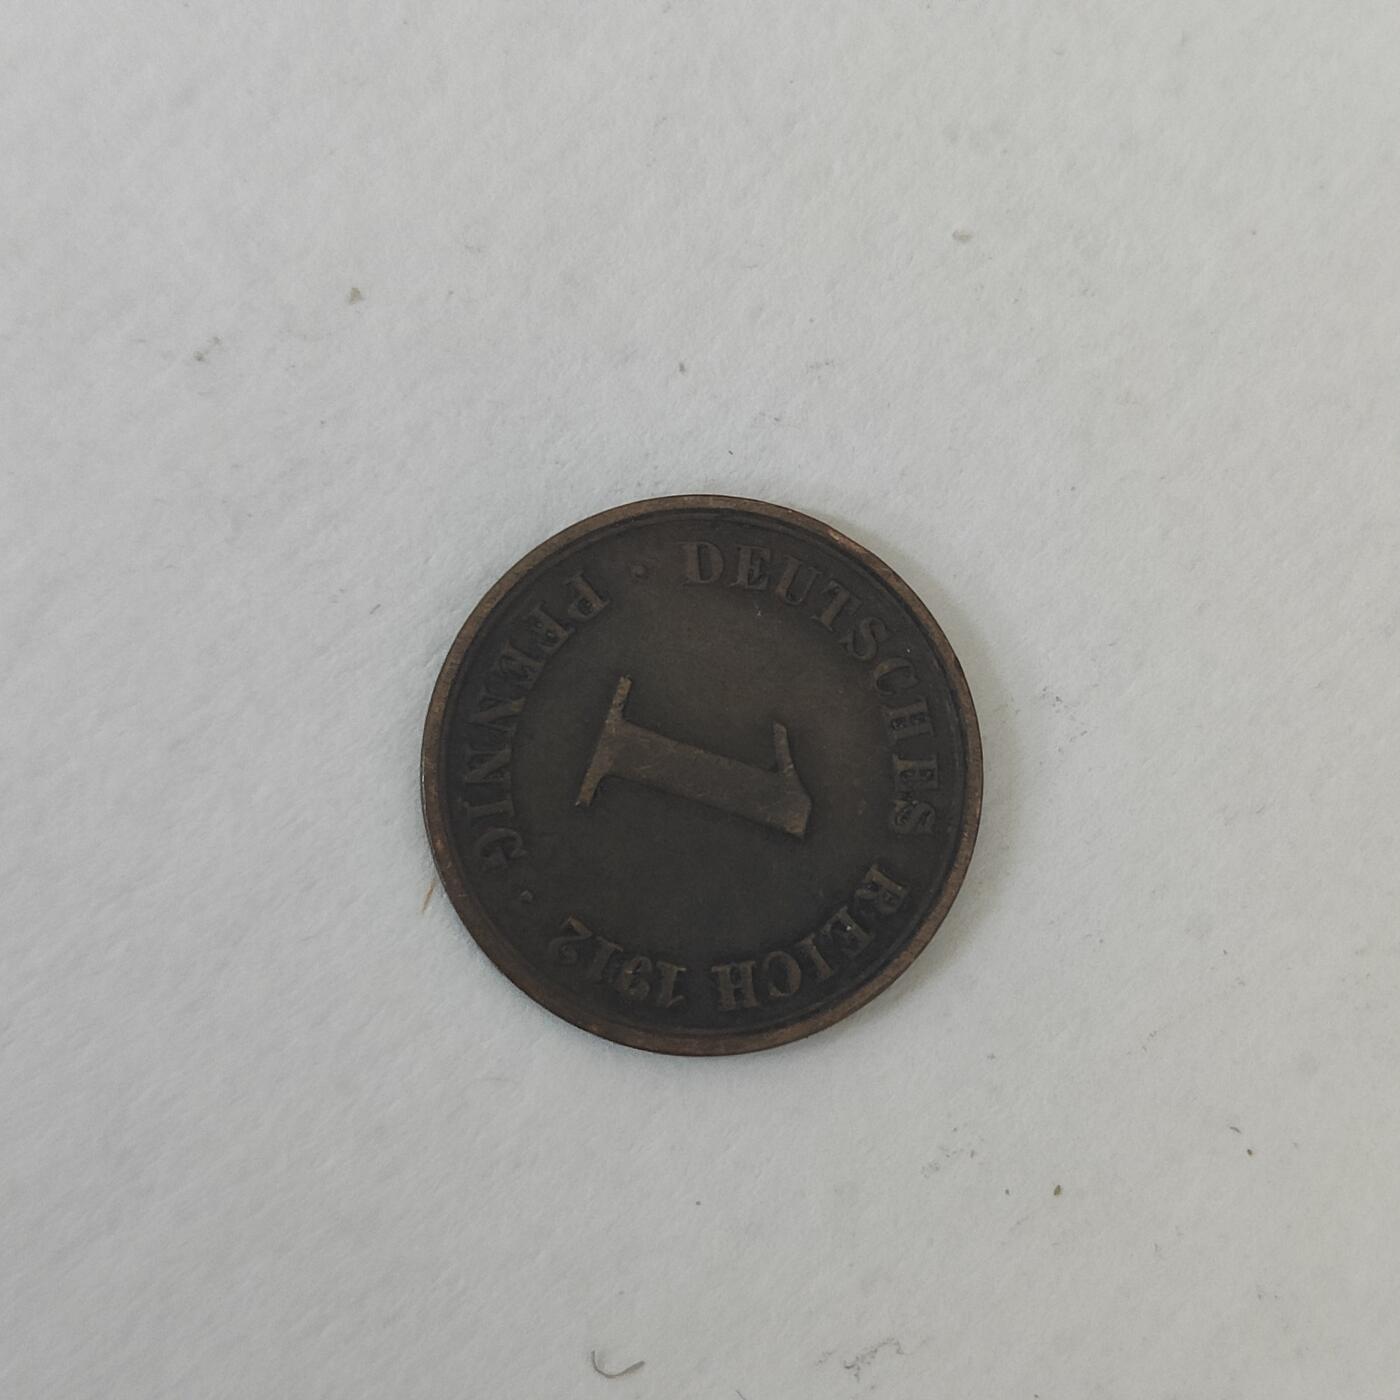 DEUTSCHES REICH 1912
1
PFENNIG